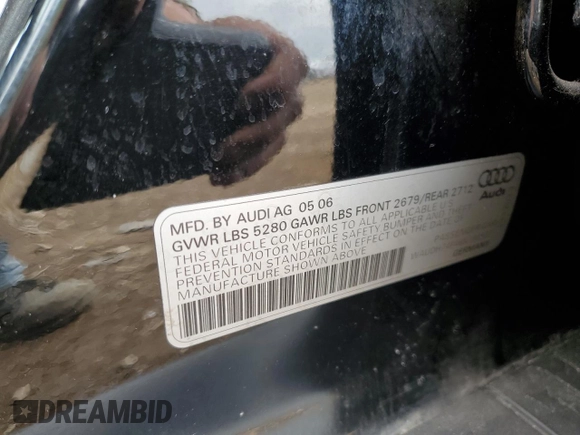 MFD. BY AUDI AG 05 06
GVWR LBS 5280 GAWR LBS FRONT 2679/REAR 2712
THIS VEHICLE CONFORMS TO ALL APPLICABLE U.S.
FEDERAL MOTOR VEHICLE SAFETY BUMPER AND THEFT
PREVENTION STANDARDS IN EFFECT ON THE DATE OF
MANUFACTURE SHOWN ABOVE.
Audi
DREAMBID